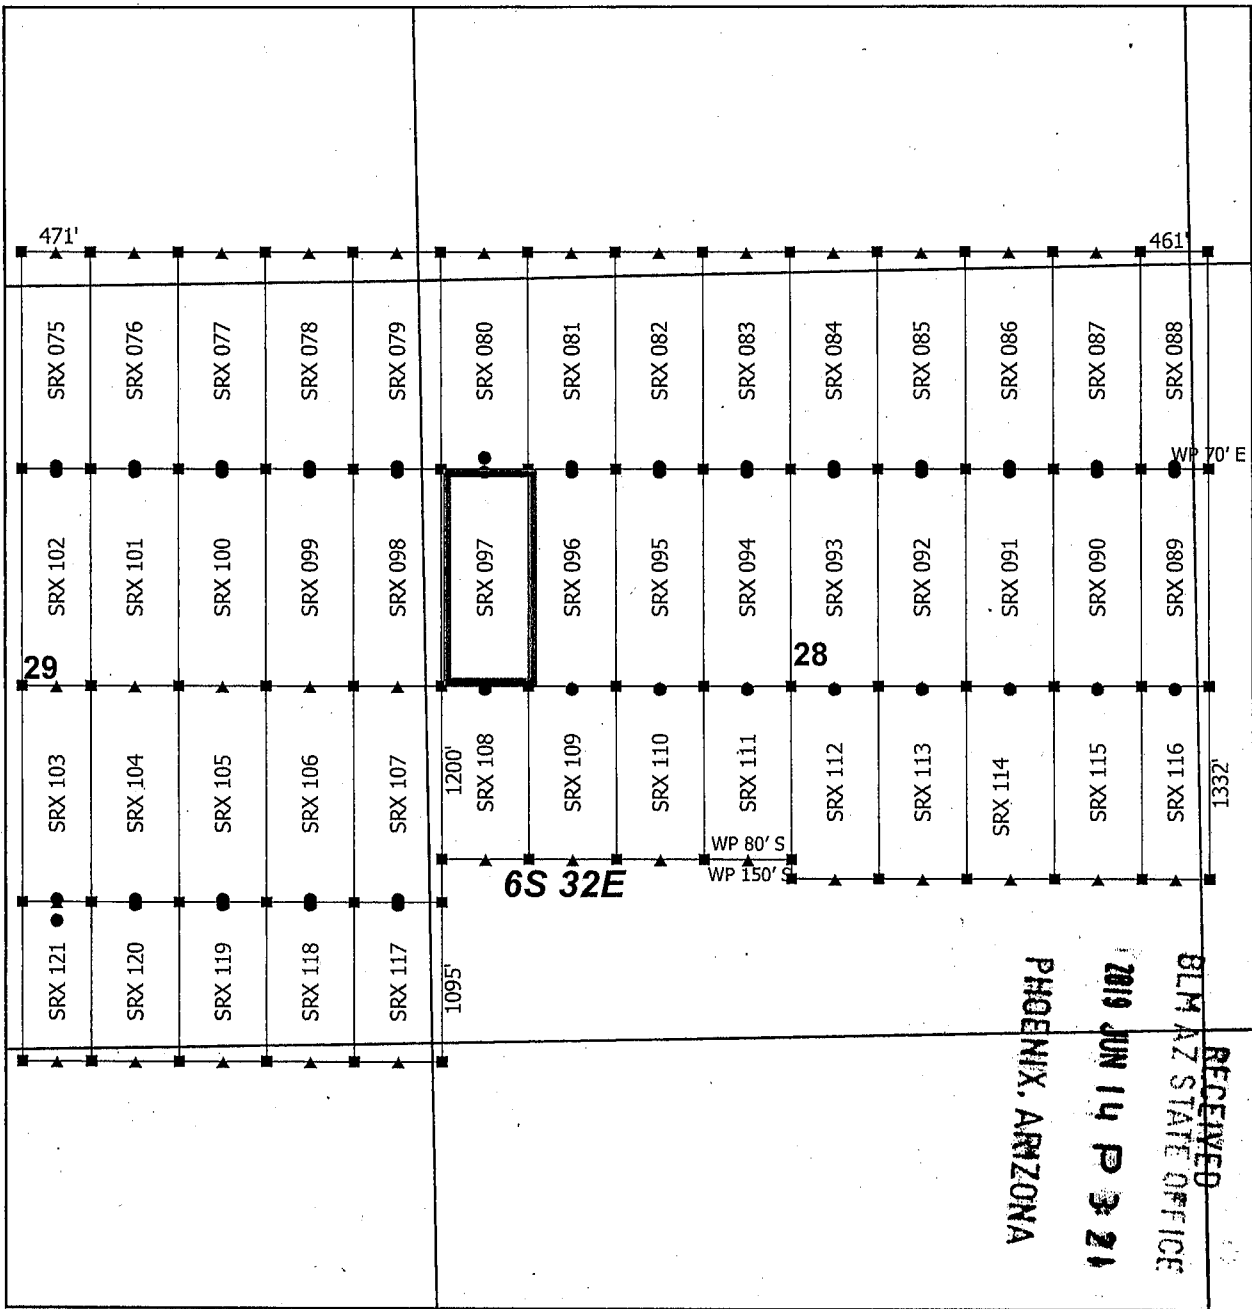 471'
461'
SRX 075
SRX 076
SRX 077
SRX 078
SRX 079
SRX 080
SRX 081
SRX 082
SRX 083
SRX 084
SRX 085
SRX 086
SRX 087
SRX 088
WP 70' E
SRX 102
SRX 101
SRX 100
SRX 099
SRX 098
SRX 097
SRX 096
SRX 095
SRX 094
SRX 093
SRX 092
SRX 091
SRX 090
SRX 089
29
28
SRX 103
SRX 104
SRX 105
SRX 106
SRX 107
1200'
SRX 108
SRX 109
SRX 110
SRX 111
SRX 112
SRX 113
SRX 114
SRX 115
SRX 116
1332'
WP 80' S
WP 150' S
6S 32E
SRX 121
SRX 120
SRX 119
SRX 118
SRX 117
1095'
RECEIVED
BLM AZ STATE OFFICE
2019 JUN 14 P 3 21
PHOENIX, ARIZONA